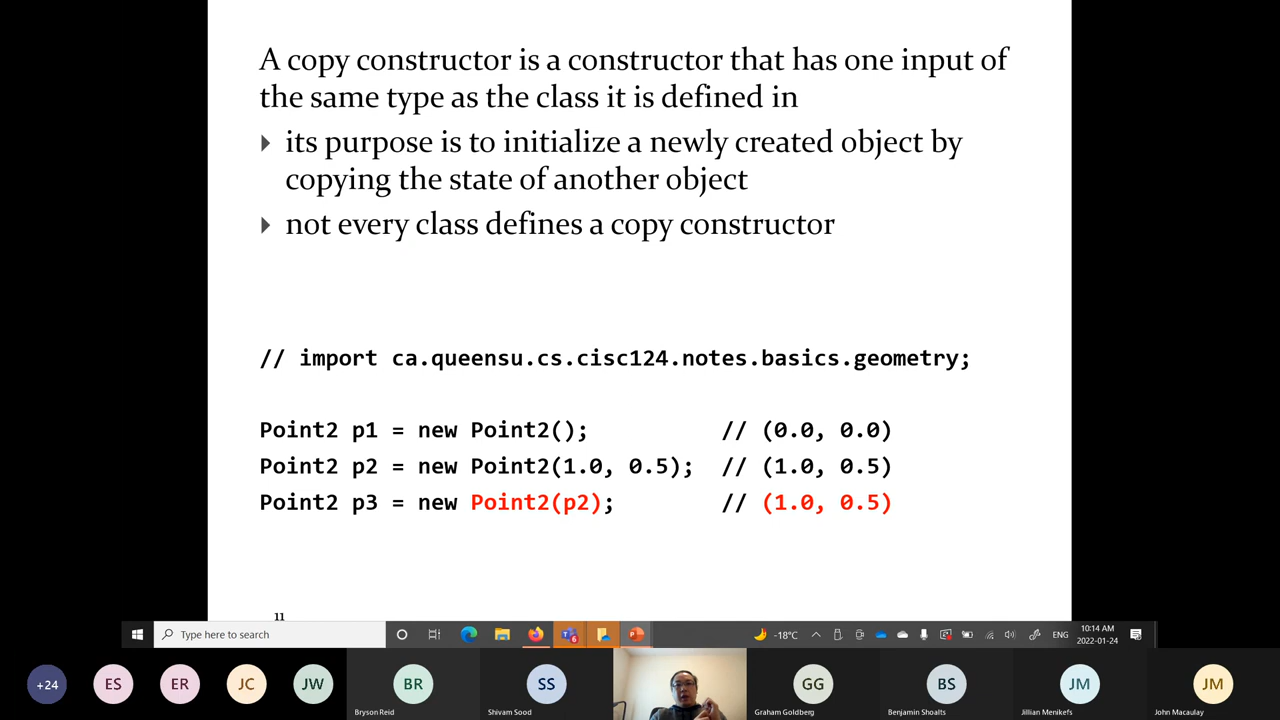 A copy constructor is a constructor that has one input of
the same type as the class it is defined in
its purpose is to initialize a newly created object by
copying the state of another object
not every class defines a copy constructor
// import ca.queensu.cs.cisc124.notes.basics.geometry;
Point2 p1 = new Point2(); // (0.0, 0.0)
Point2 p2 = new Point2(1.0, 0.5); // (1.0, 0.5)
Point2 p3 = new Point2(p2); // (1.0, 0.5)
11
Type here to search
6
-18°C
ENG
10:14 AM
2022-01-24
+24
ES
ER
JC
JW
BR
SS
GG
BS
JM
JM
Bryson Reid
Shivam Sood
Graham Goldberg
Benjamin Shoalts
Jillian Menikefs
John Macaulay